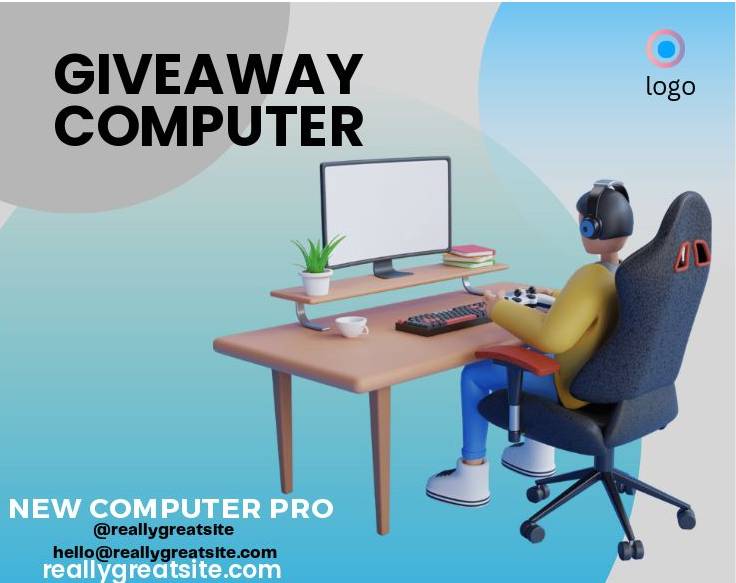 GIVEAWAY
COMPUTER
logo
NEW COMPUTER PRO
@reallygreatsite
hello@reallygreatsite.com
reallygreatsite.com